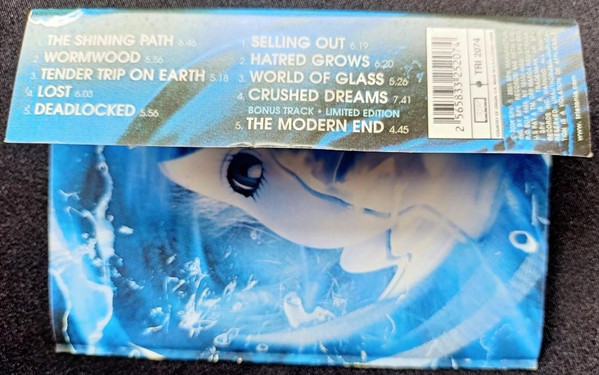 1. THE SHINING PATH 6.46
2. WORMWOOD 5.56
3. TENDER TRIP ON EARTH 5.18
4. LOST 6.03
5. DEADLOCKED 5.56
1. SELLING OUT 6.19
2. HATRED GROWS 6.20
3. WORLD OF GLASS 5.26
4. CRUSHED DREAMS 7.41
BONUS TRACK • LIMITED EDITION
5. THE MODERN END 4.45
TRI 2074